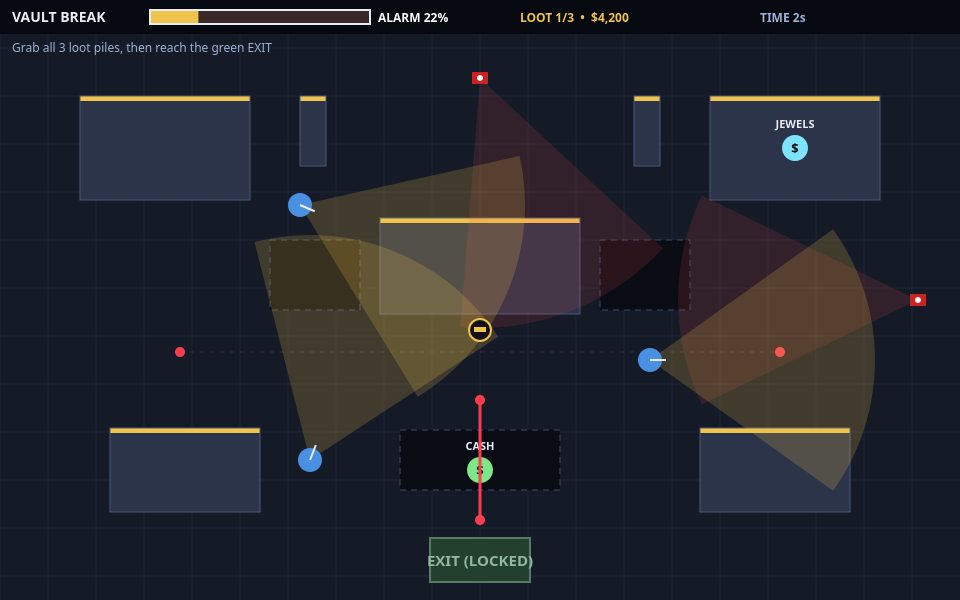 VAULT BREAK
ALARM 22%
LOOT 1/3 • $4,200
TIME 2s
Grab all 3 loot piles, then reach the green EXIT
JEWELS
$
CASH
$
EXIT (LOCKED)